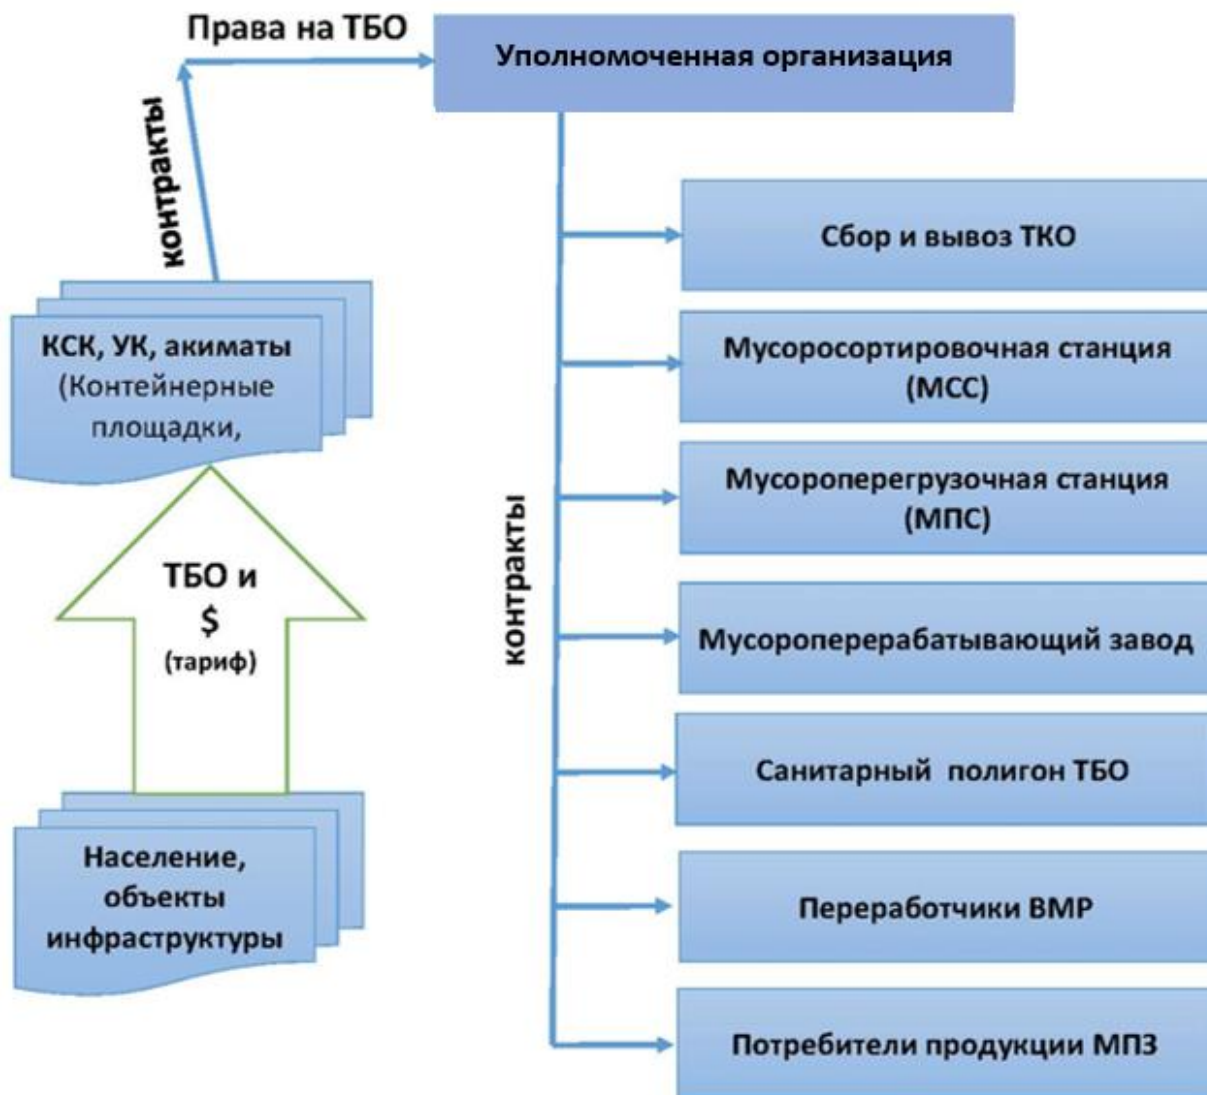 Права на ТБО
Уполномоченная организация
контракты
КСК, УК, акиматы
(Контейнерные
площадки,
ТБО и
$
(тариф)
Население,
объекты
инфраструктуры
контракты
Сбор и вывоз ТКО
Мусоросортировочная станция
(МСС)
Мусороперегрузочная станция
(МПС)
Мусороперерабатывающий завод
Санитарный полигон ТБО
Переработчики ВМР
Потребители продукции МПЗ